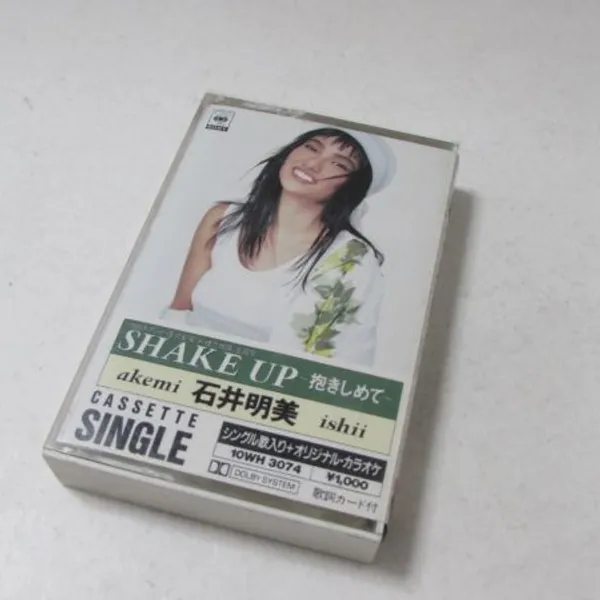 SONY
SHAKE UP -抱きしめて-
akemi 石井明美 ishii
CASSETTE
SINGLE
シングル歌入り+オリジナル・カラオケ
10WH 3074 ¥1,000
DOLBY SYSTEM 歌詞カード付